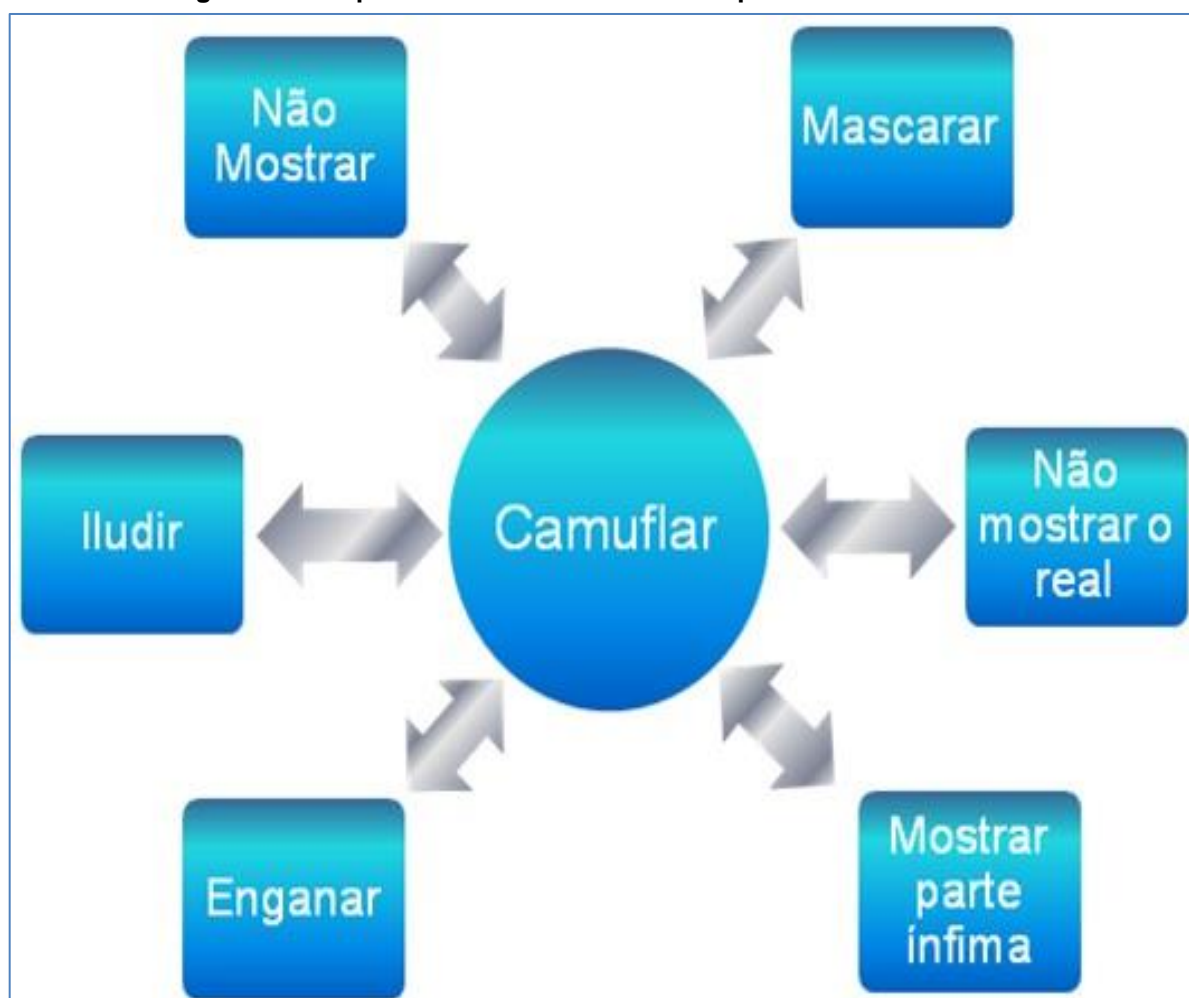 Não
Mostrar
Mascarar
Iludir
Camuflar
Não
mostrar o
real
Enganar
Mostrar
parte
ínfima